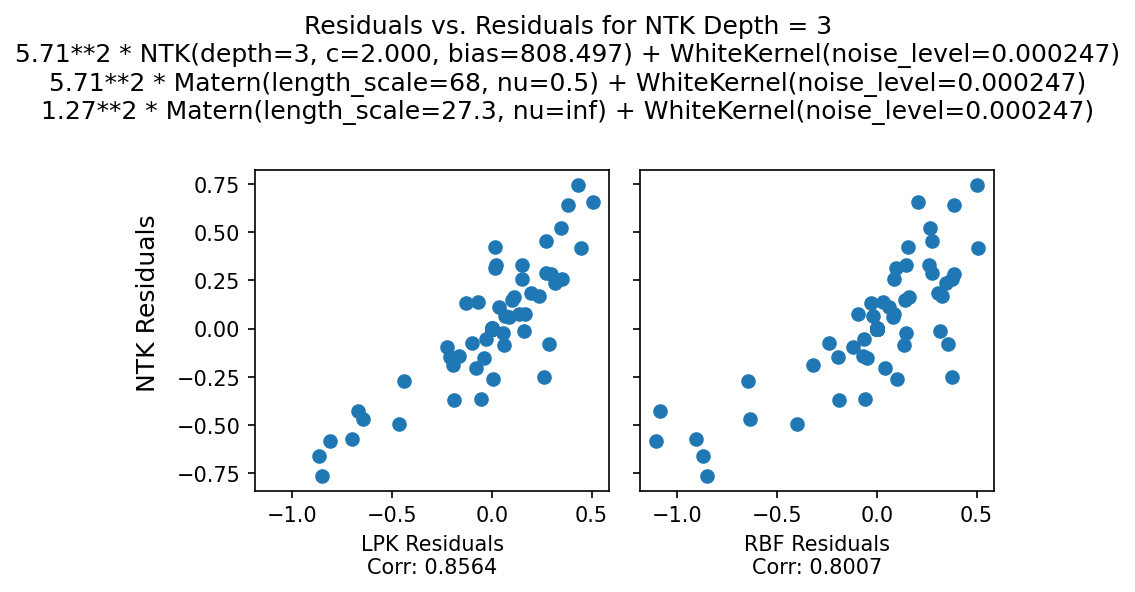 Residuals vs. Residuals for NTK Depth = 3
5.71**2 * NTK(depth=3, c=2.000, bias=808.497) + WhiteKernel(noise_level=0.000247)
5.71**2 * Matern(length_scale=68, nu=0.5) + WhiteKernel(noise_level=0.000247)
1.27**2 * Matern(length_scale=27.3, nu=inf) + WhiteKernel(noise_level=0.000247)
NTK Residuals
0.75
0.50
0.25
0.00
−0.25
−0.50
−0.75
−1.0 −0.5 0.0 0.5
LPK Residuals
Corr: 0.8564
−1.0 −0.5 0.0 0.5
RBF Residuals
Corr: 0.8007